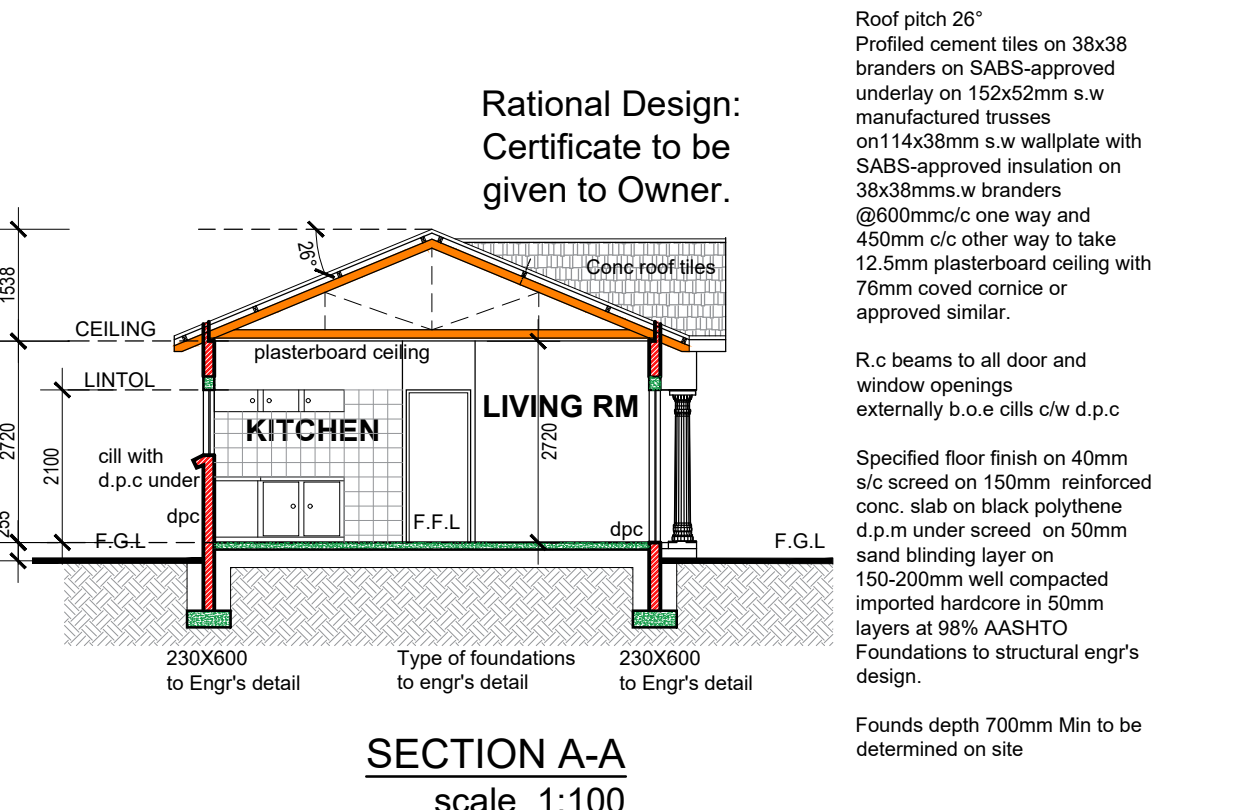 Roof pitch 26°
Profiled cement tiles on 38x38
branders on SABS-approved
underlay on 152x52mm s.w
manufactured trusses
on114x38mm s.w wallplate with
SABS-approved insulation on
38x38mms.w branders
@600mmc/c one way and
450mm c/c other way to take
12.5mm plasterboard ceiling with
76mm coved cornice or
approved similar.
R.c beams to all door and
window openings
externally b.o.e cills c/w d.p.c
Specified floor finish on 40mm
s/c screed on 150mm  reinforced
conc. slab on black polythene
d.p.m under screed  on 50mm
sand blinding layer on
150-200mm well compacted
imported hardcore in 50mm
layers at 98% AASHTO
Foundations to structural engr's
design.
Founds depth 700mm Min to be
determined on site
Rational Design:
Certificate to be
given to Owner.
26°
Conc roof tiles
1538
CEILING
plasterboard ceiling
LINTOL
LIVING RM
KITCHEN
2720
2100
2720
cill with
d.p.c under
dpc
F.F.L
dpc
255
F.G.L
F.G.L
230X600
to Engr's detail
Type of foundations
to engr's detail
230X600
to Engr's detail
SECTION A-A
scale 1:100